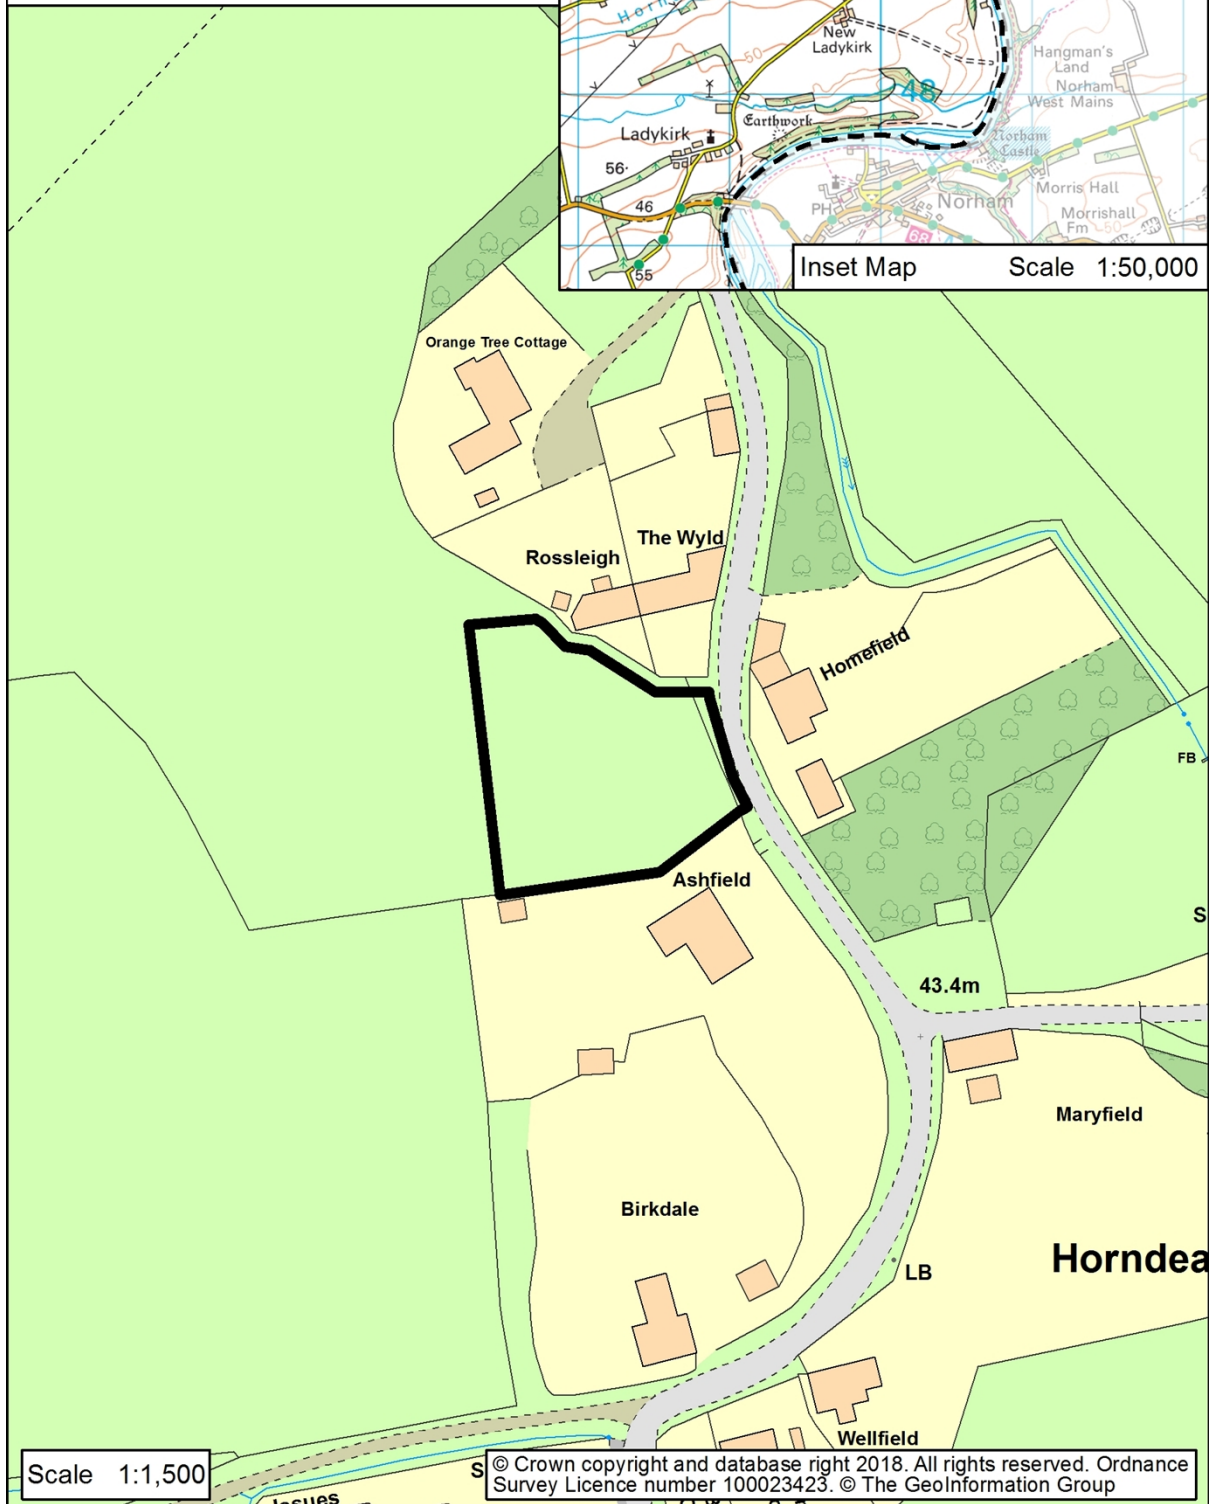 New
Ladykirk
50
Hangman's
Land
Norham
West Mains
48
Earthwork
Ladykirk
Norham
Castle
56
46
PH
Norham
Morris Hall
Morrishall
Fm
50
68
55
Inset Map Scale 1:50,000
Orange Tree Cottage
The Wyld
Rossleigh
Homefield
FB
Ashfield
S
43.4m
Maryfield
Birkdale
Horndea
LB
Wellfield
Scale 1:1,500
S
© Crown copyright and database right 2018. All rights reserved. Ordnance
Survey Licence number 100023423. © The GeoInformation Group